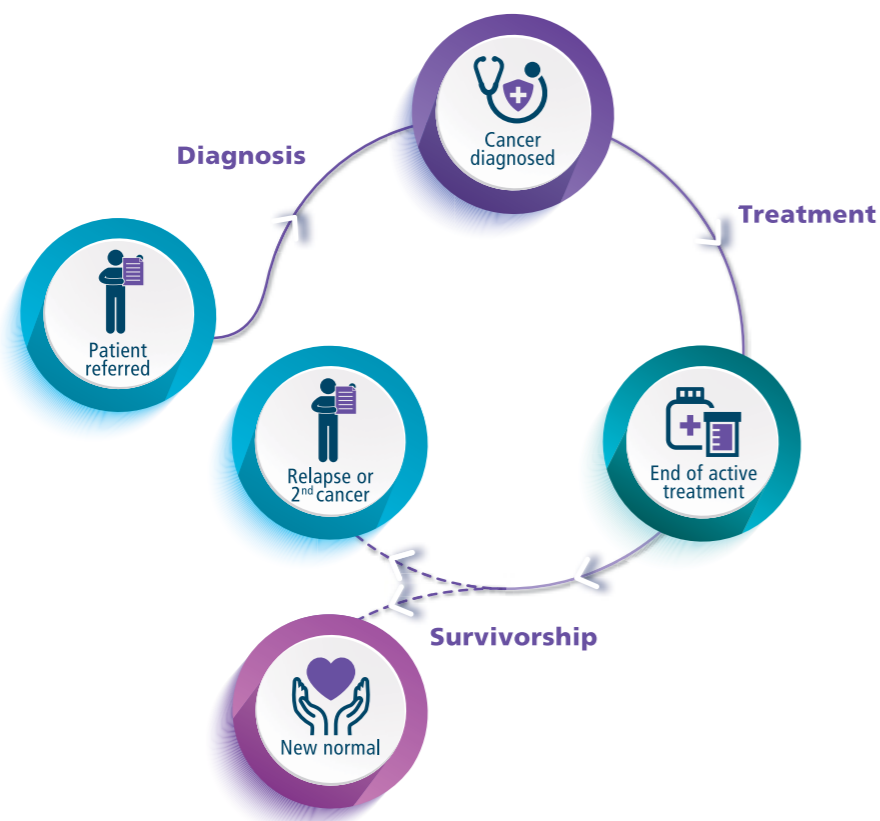 Cancer
diagnosed
Diagnosis
Treatment
Patient
referred
Relapse or
2nd cancer
End of active
treatment
Survivorship
New normal